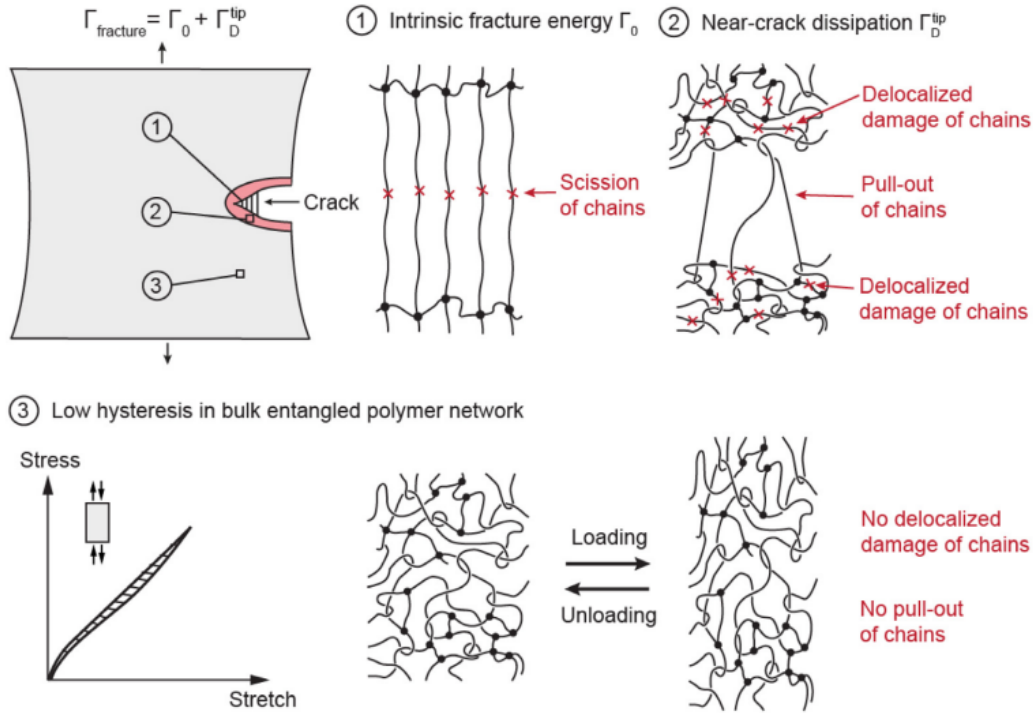 Γfracture = Γ0 + ΓDtip
1
2
3
Crack
1 Intrinsic fracture energy Γ0
Scission
of chains
2 Near-crack dissipation ΓDtip
Delocalized
damage of chains
Pull-out
of chains
Delocalized
damage of chains
3 Low hysteresis in bulk entangled polymer network
Stress
Stretch
Loading
Unloading
No delocalized
damage of chains
No pull-out
of chains